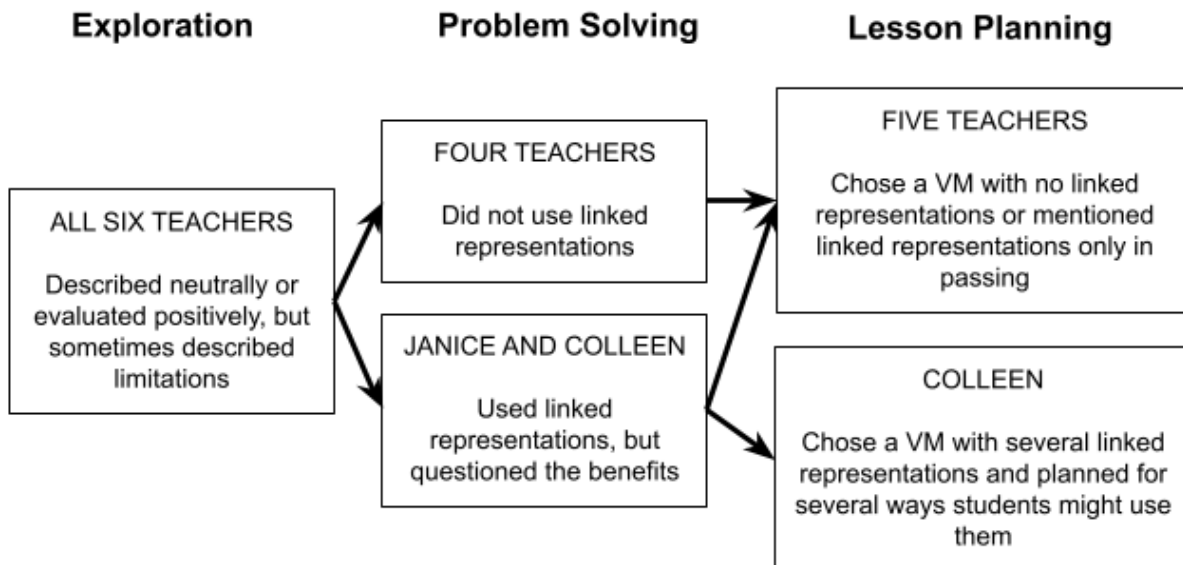 Exploration
Problem Solving
Lesson Planning
ALL SIX TEACHERS
Described neutrally or
evaluated positively, but
sometimes described
limitations
FOUR TEACHERS
Did not use linked
representations
JANICE AND COLLEEN
Used linked
representations, but
questioned the benefits
FIVE TEACHERS
Chose a VM with no linked
representations or mentioned
linked representations only in
passing
COLLEEN
Chose a VM with several linked
representations and planned for
several ways students might use
them